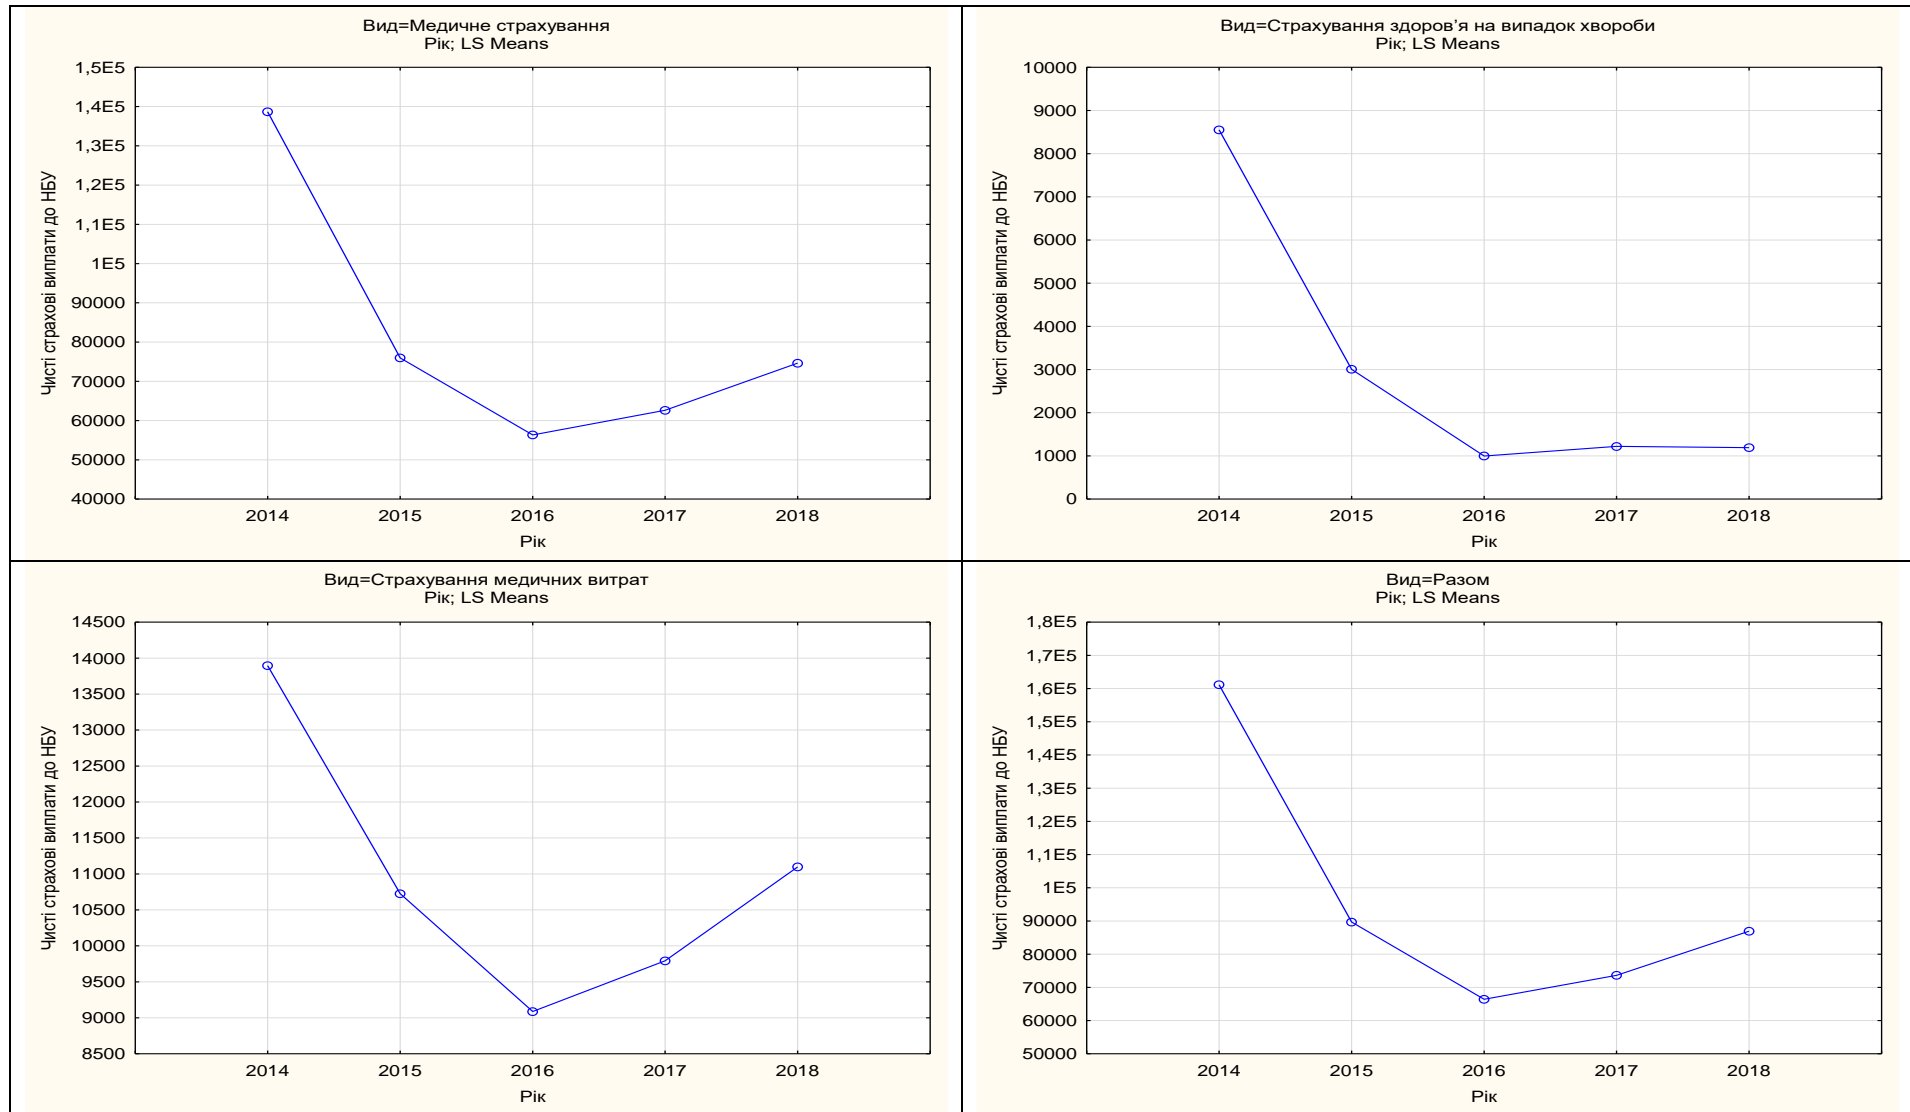 Вид=Медичне страхування
Рік; LS Means
1,5E5
1,4E5
1,3E5
1,2E5
1,1E5
1E5
90000
80000
70000
60000
50000
40000
Чисті страхові виплати до НБУ
2014 2015 2016 2017 2018
Рік
Вид=Страхування здоров’я на випадок хвороби
Рік; LS Means
10000
9000
8000
7000
6000
5000
4000
3000
2000
1000
0
Чисті страхові виплати до НБУ
2014 2015 2016 2017 2018
Рік
Вид=Страхування медичних витрат
Рік; LS Means
14500
14000
13500
13000
12500
12000
11500
11000
10500
10000
9500
9000
8500
Чисті страхові виплати до НБУ
2014 2015 2016 2017 2018
Рік
Вид=Разом
Рік; LS Means
1,8E5
1,7E5
1,6E5
1,5E5
1,4E5
1,3E5
1,2E5
1,1E5
1E5
90000
80000
70000
60000
50000
Чисті страхові виплати до НБУ
2014 2015 2016 2017 2018
Рік